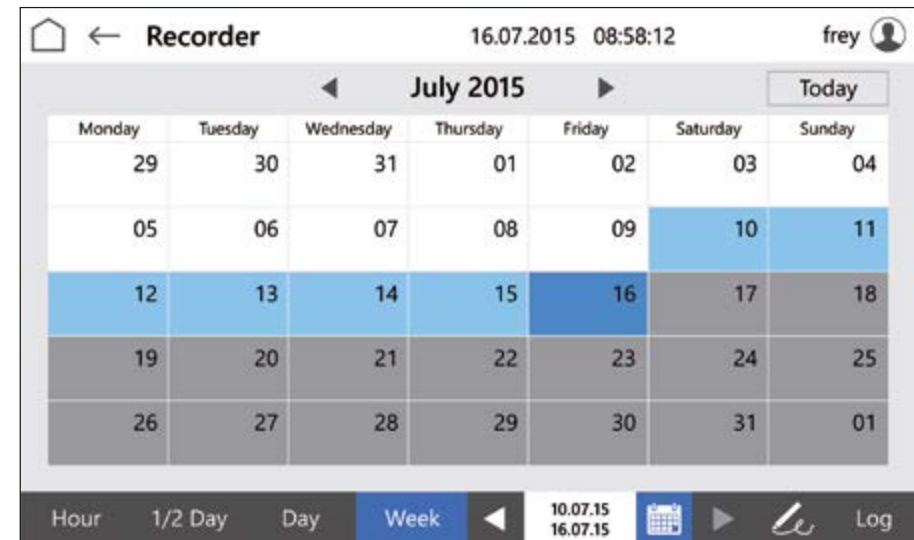 Recorder 16.07.2015 08:58:12 frey
July 2015 Today
Monday Tuesday Wednesday Thursday Friday Saturday Sunday
29 30 31 01 02 03 04
05 06 07 08 09 10 11
12 13 14 15 16 17 18
19 20 21 22 23 24 25
26 27 28 29 30 31 01
Hour 1/2 Day Day Week 10.07.15 Log
16.07.15